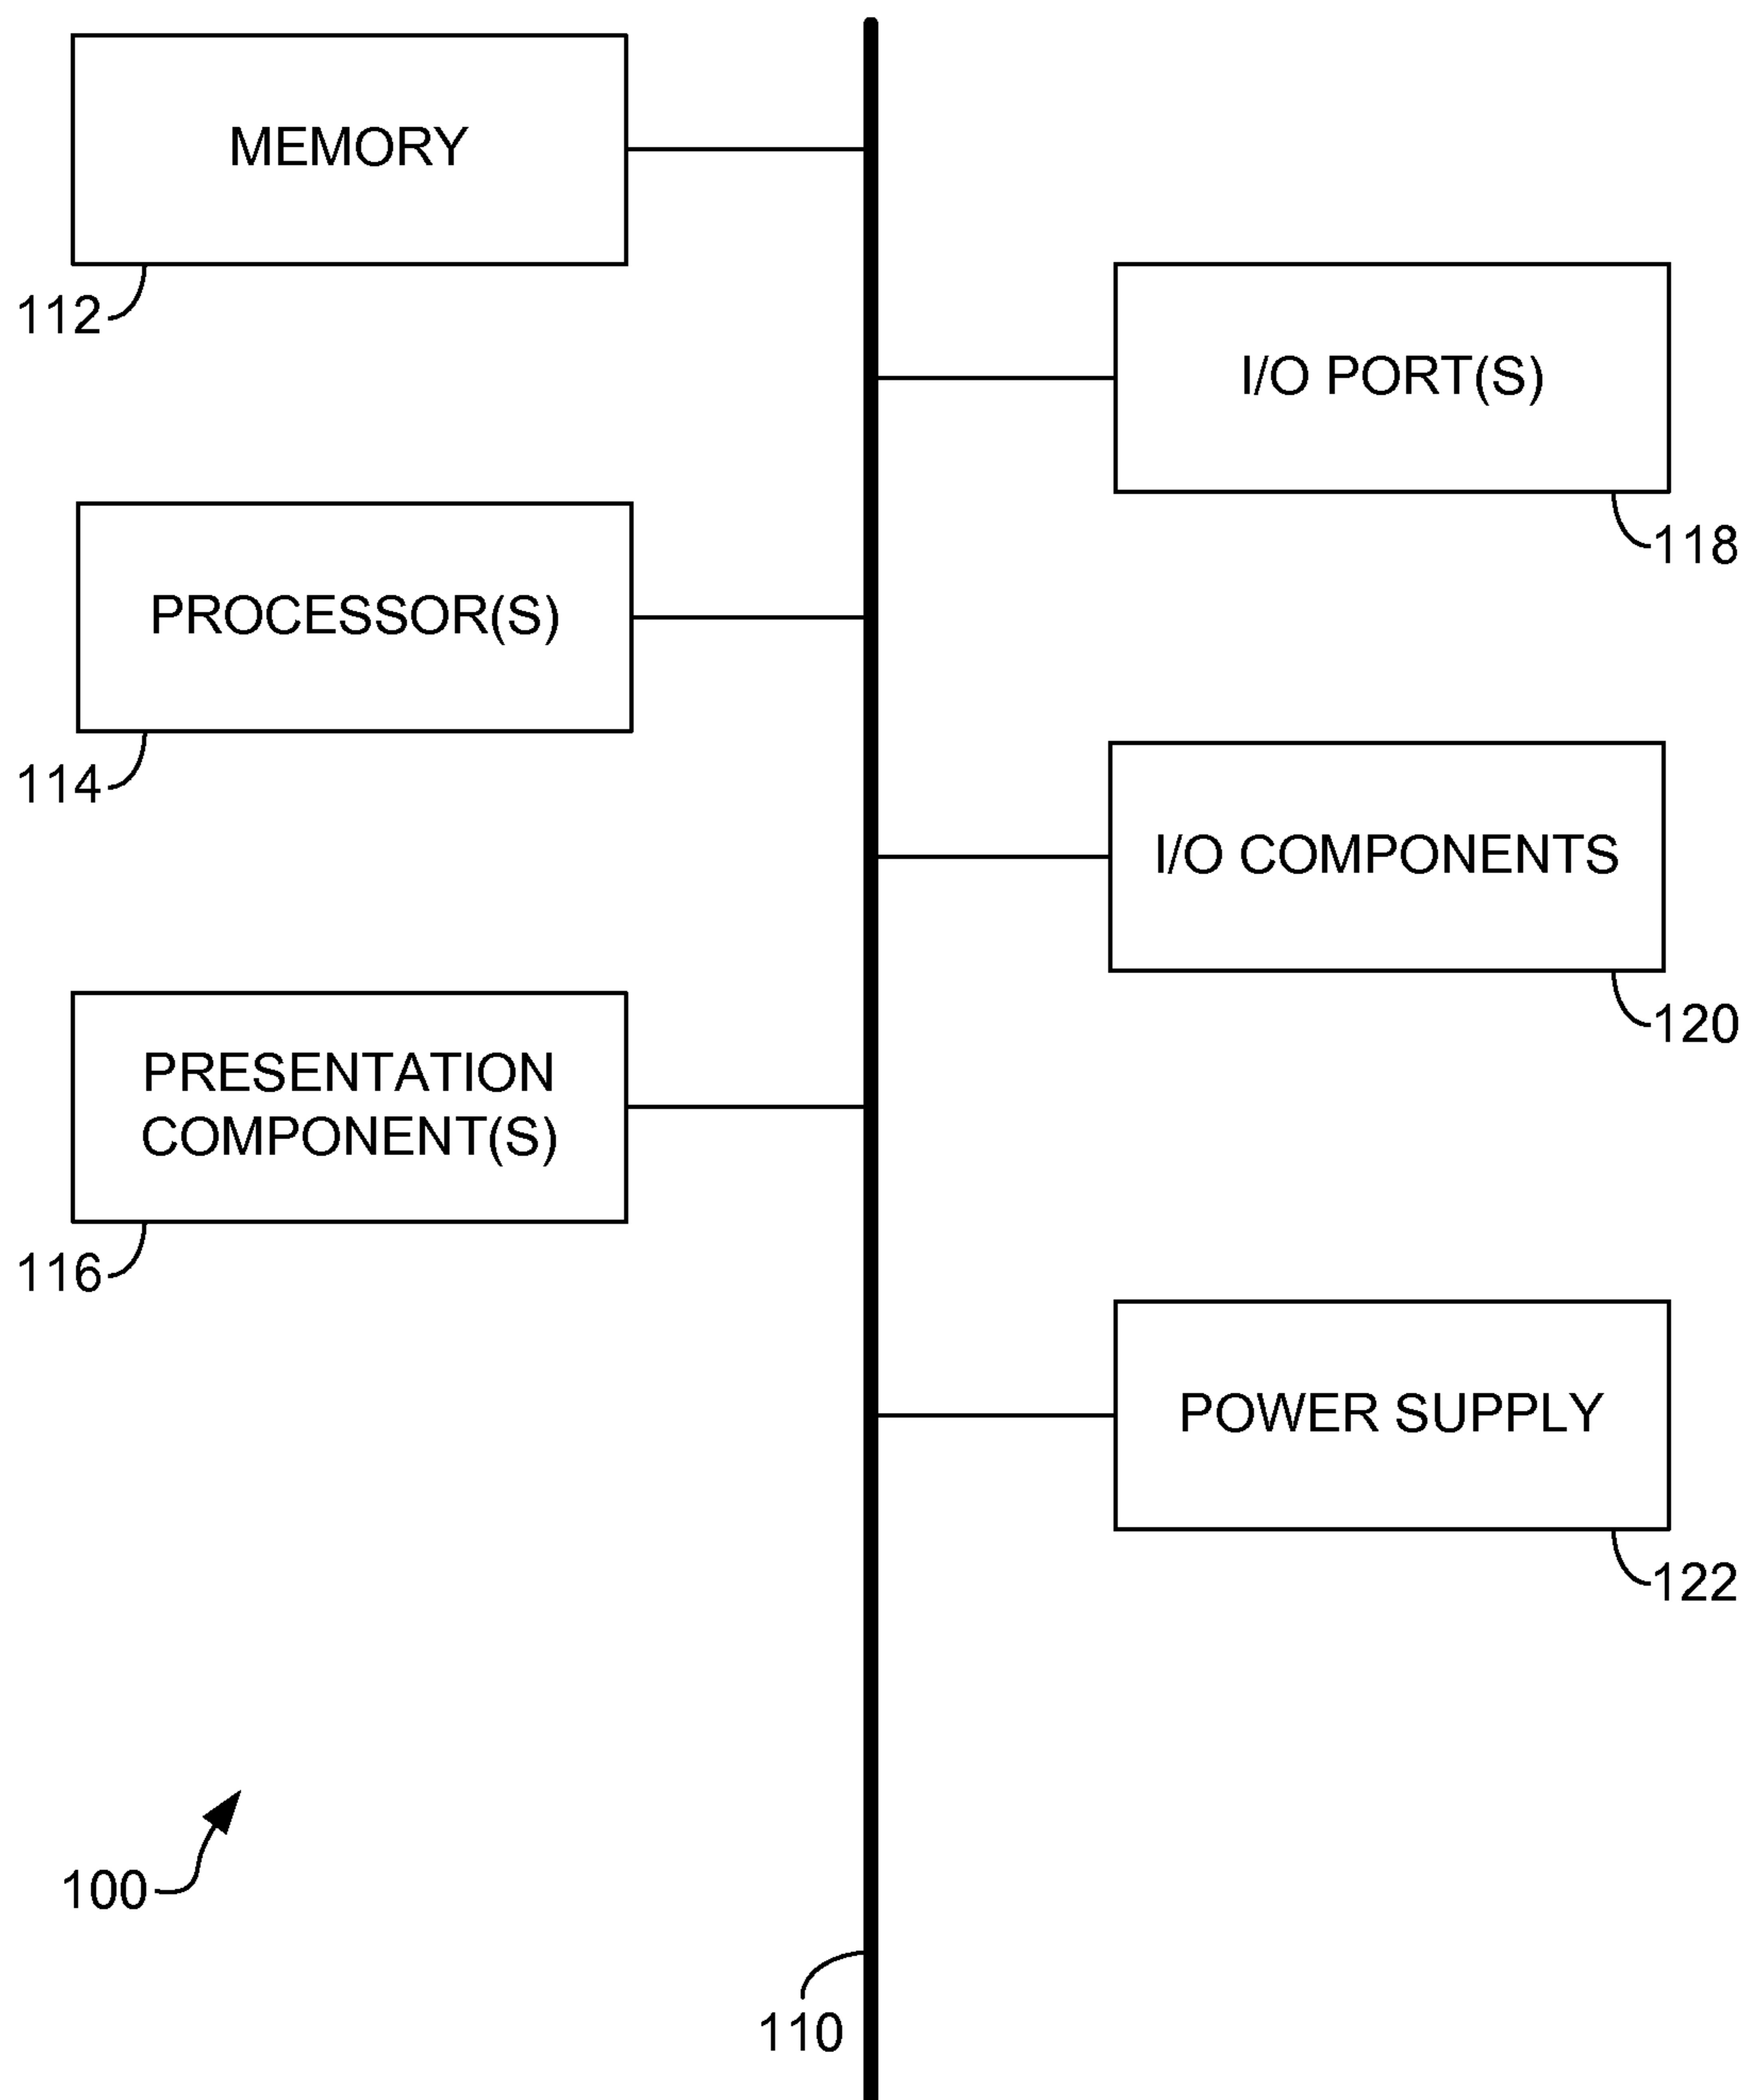 MEMORY
112
I/O PORT(S)
118
PROCESSOR(S)
114
I/O COMPONENTS
120
PRESENTATION
COMPONENT(S)
116
POWER SUPPLY
122
100
110